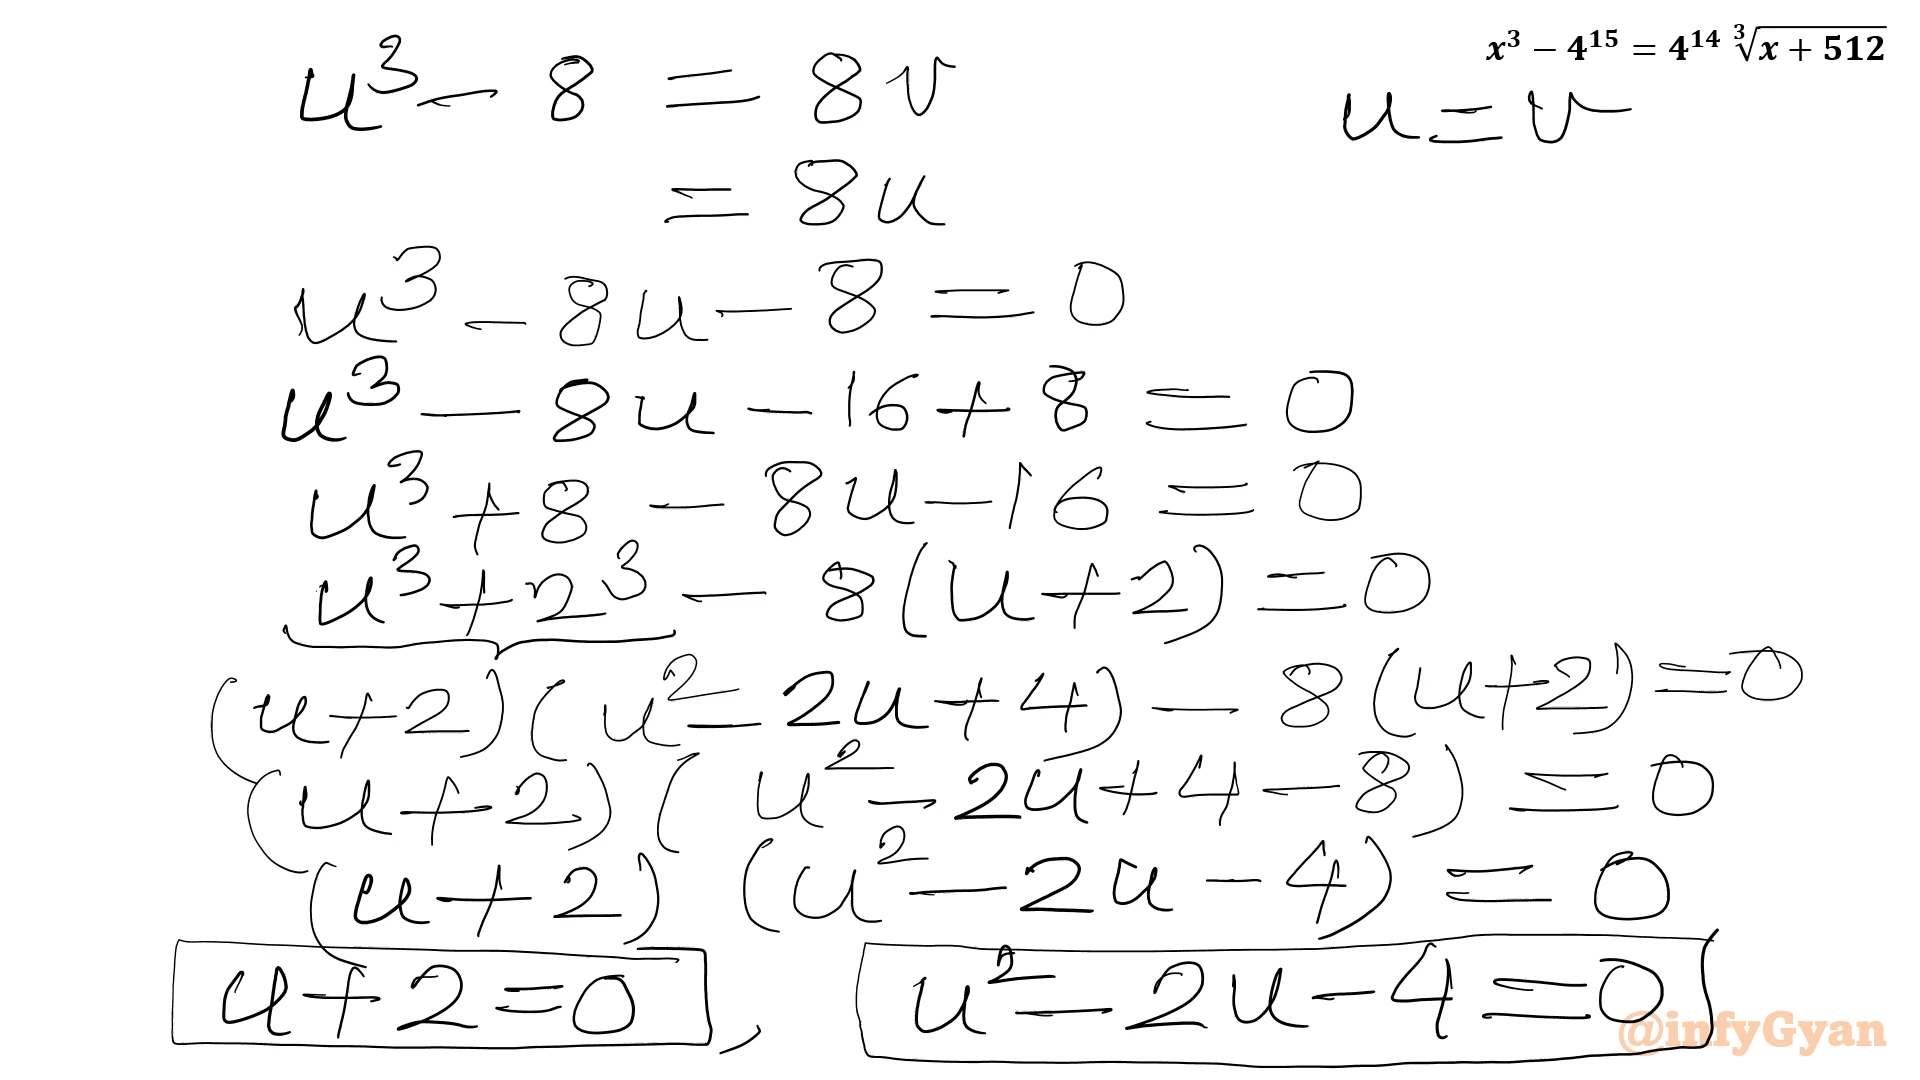 x³ − 4¹⁵ = 4¹⁴ ∛(x + 512)
u³ − 8 = 8v
u = v
= 8u
u³ − 8u − 8 = 0
u³ − 8u − 16 + 8 = 0
u³ + 8 − 8u − 16 = 0
u³ + 2³ − 8(u + 2) = 0
(u + 2)(u² − 2u + 4) − 8(u + 2) = 0
(u + 2)(u² − 2u + 4 − 8) = 0
(u + 2) (u² − 2u − 4) = 0
u + 2 = 0 , u² − 2u − 4 = 0
@infyGyan